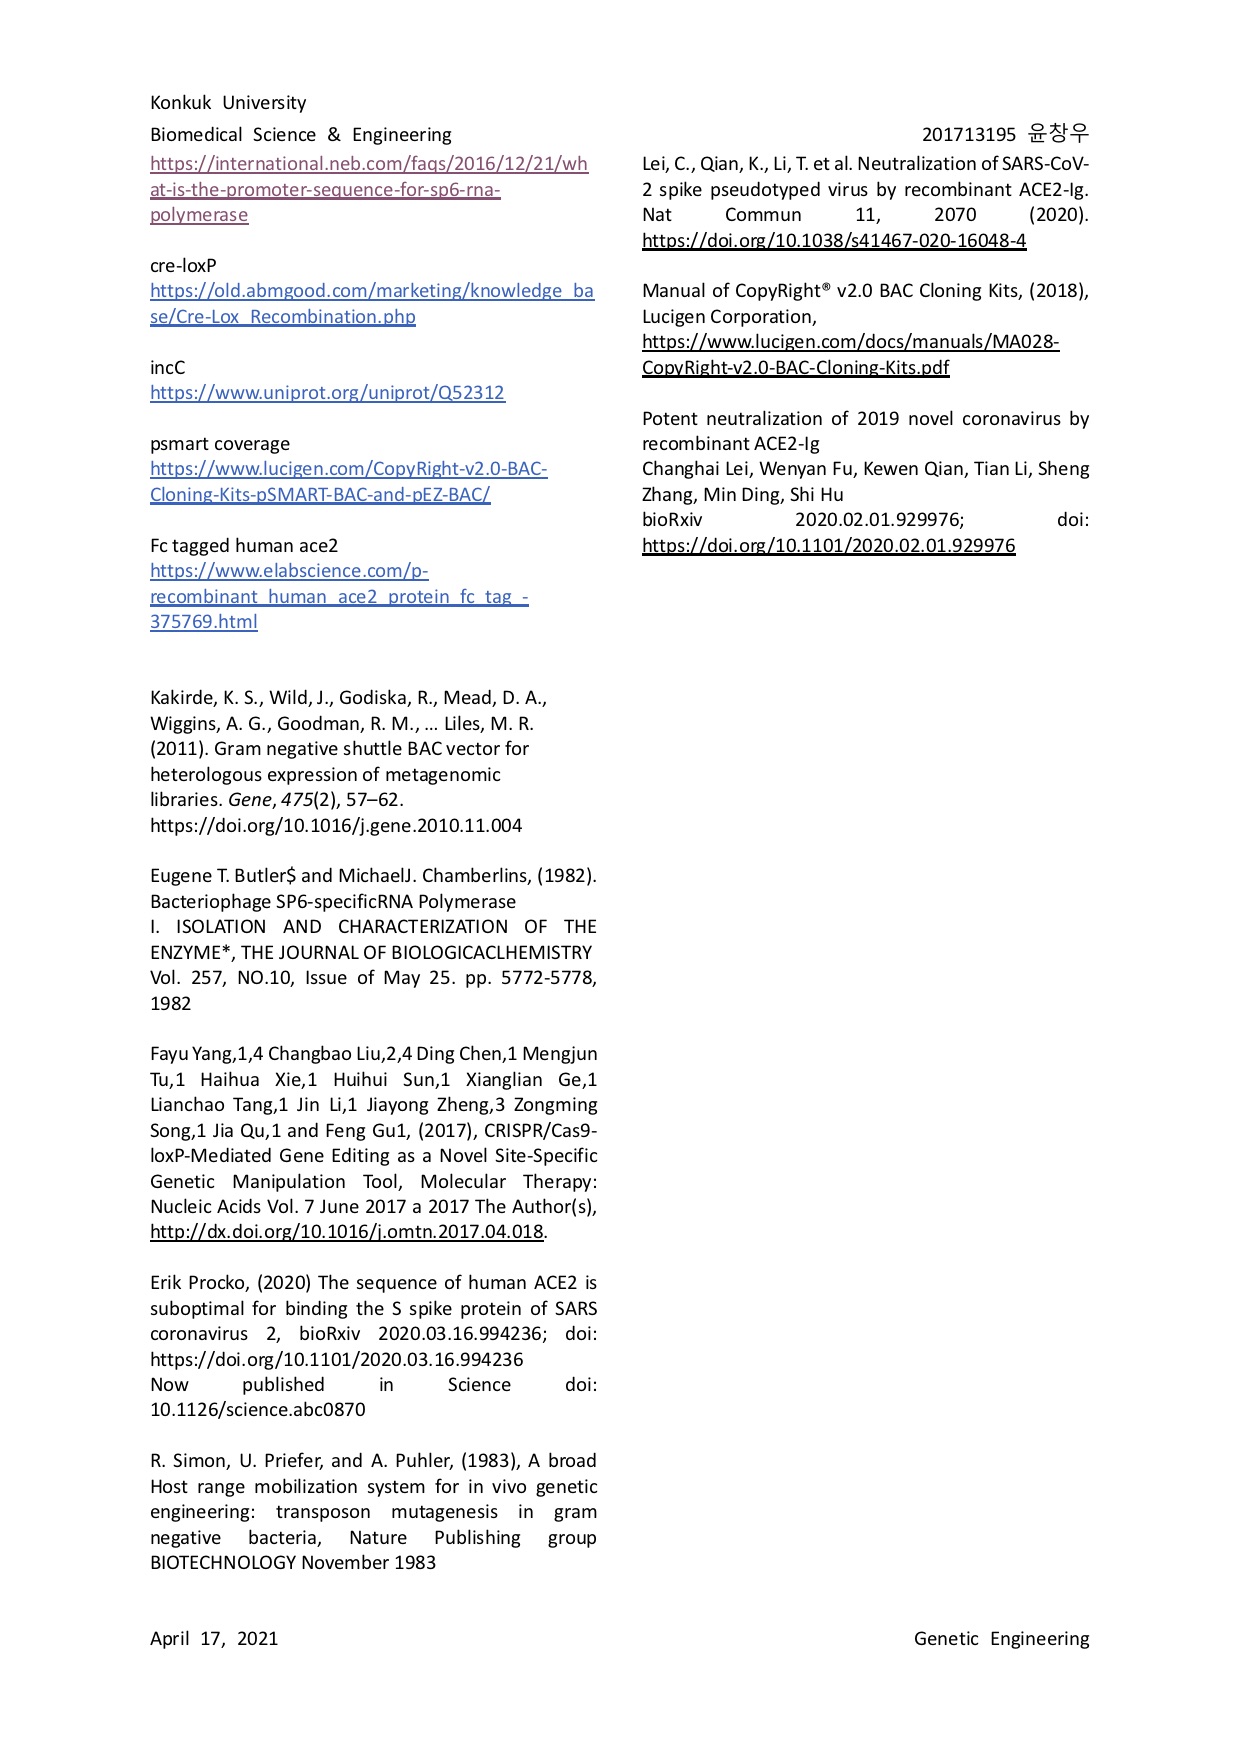 Konkuk University
Biomedical Science & Engineering 201713195 윤창우
https://international.neb.com/faqs/2016/12/21/wh
at-is-the-promoter-sequence-for-sp6-rna-
polymerase
cre-loxP
https://old.abmgood.com/marketing/knowledge_ba
se/Cre-Lox_Recombination.php
incC
https://www.uniprot.org/uniprot/Q52312
psmart coverage
https://www.lucigen.com/CopyRight-v2.0-BAC-
Cloning-Kits-pSMART-BAC-and-pEZ-BAC/
Fc tagged human ace2
https://www.elabscience.com/p-
recombinant_human_ace2_protein_fc_tag_-
375769.html
Kakirde, K. S., Wild, J., Godiska, R., Mead, D. A.,
Wiggins, A. G., Goodman, R. M., … Liles, M. R.
(2011). Gram negative shuttle BAC vector for
heterologous expression of metagenomic
libraries. Gene, 475(2), 57–62.
https://doi.org/10.1016/j.gene.2010.11.004
Eugene T. Butler$ and MichaelJ. Chamberlins, (1982).
Bacteriophage SP6-specificRNA Polymerase
I. ISOLATION AND CHARACTERIZATION OF THE
ENZYME*, THE JOURNAL OF BIOLOGICACLHEMISTRY
Vol. 257, NO.10, Issue of May 25. pp. 5772-5778,
1982
Fayu Yang,1,4 Changbao Liu,2,4 Ding Chen,1 Mengjun
Tu,1 Haihua Xie,1 Huihui Sun,1 Xianglian Ge,1
Lianchao Tang,1 Jin Li,1 Jiayong Zheng,3 Zongming
Song,1 Jia Qu,1 and Feng Gu1, (2017), CRISPR/Cas9-
loxP-Mediated Gene Editing as a Novel Site-Specific
Genetic Manipulation Tool, Molecular Therapy:
Nucleic Acids Vol. 7 June 2017 a 2017 The Author(s),
http://dx.doi.org/10.1016/j.omtn.2017.04.018.
Erik Procko, (2020) The sequence of human ACE2 is
suboptimal for binding the S spike protein of SARS
coronavirus 2, bioRxiv 2020.03.16.994236; doi:
https://doi.org/10.1101/2020.03.16.994236
Now published in Science doi:
10.1126/science.abc0870
R. Simon, U. Priefer, and A. Puhler, (1983), A broad
Host range mobilization system for in vivo genetic
engineering: transposon mutagenesis in gram
negative bacteria, Nature Publishing group
BIOTECHNOLOGY November 1983
Lei, C., Qian, K., Li, T. et al. Neutralization of SARS-CoV-
2 spike pseudotyped virus by recombinant ACE2-Ig.
Nat Commun 11, 2070 (2020).
https://doi.org/10.1038/s41467-020-16048-4
Manual of CopyRight® v2.0 BAC Cloning Kits, (2018),
Lucigen Corporation,
https://www.lucigen.com/docs/manuals/MA028-
CopyRight-v2.0-BAC-Cloning-Kits.pdf
Potent neutralization of 2019 novel coronavirus by
recombinant ACE2-Ig
Changhai Lei, Wenyan Fu, Kewen Qian, Tian Li, Sheng
Zhang, Min Ding, Shi Hu
bioRxiv 2020.02.01.929976; doi:
https://doi.org/10.1101/2020.02.01.929976
April 17, 2021 Genetic Engineering